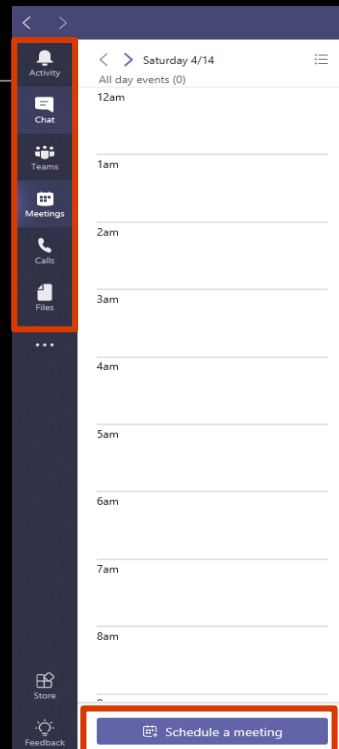 Activity
Chat
Teams
Meetings
Calls
Files
Store
Feedback
Saturday 4/14
All day events (0)
12am
1am
2am
3am
4am
5am
6am
7am
8am
Schedule a meeting